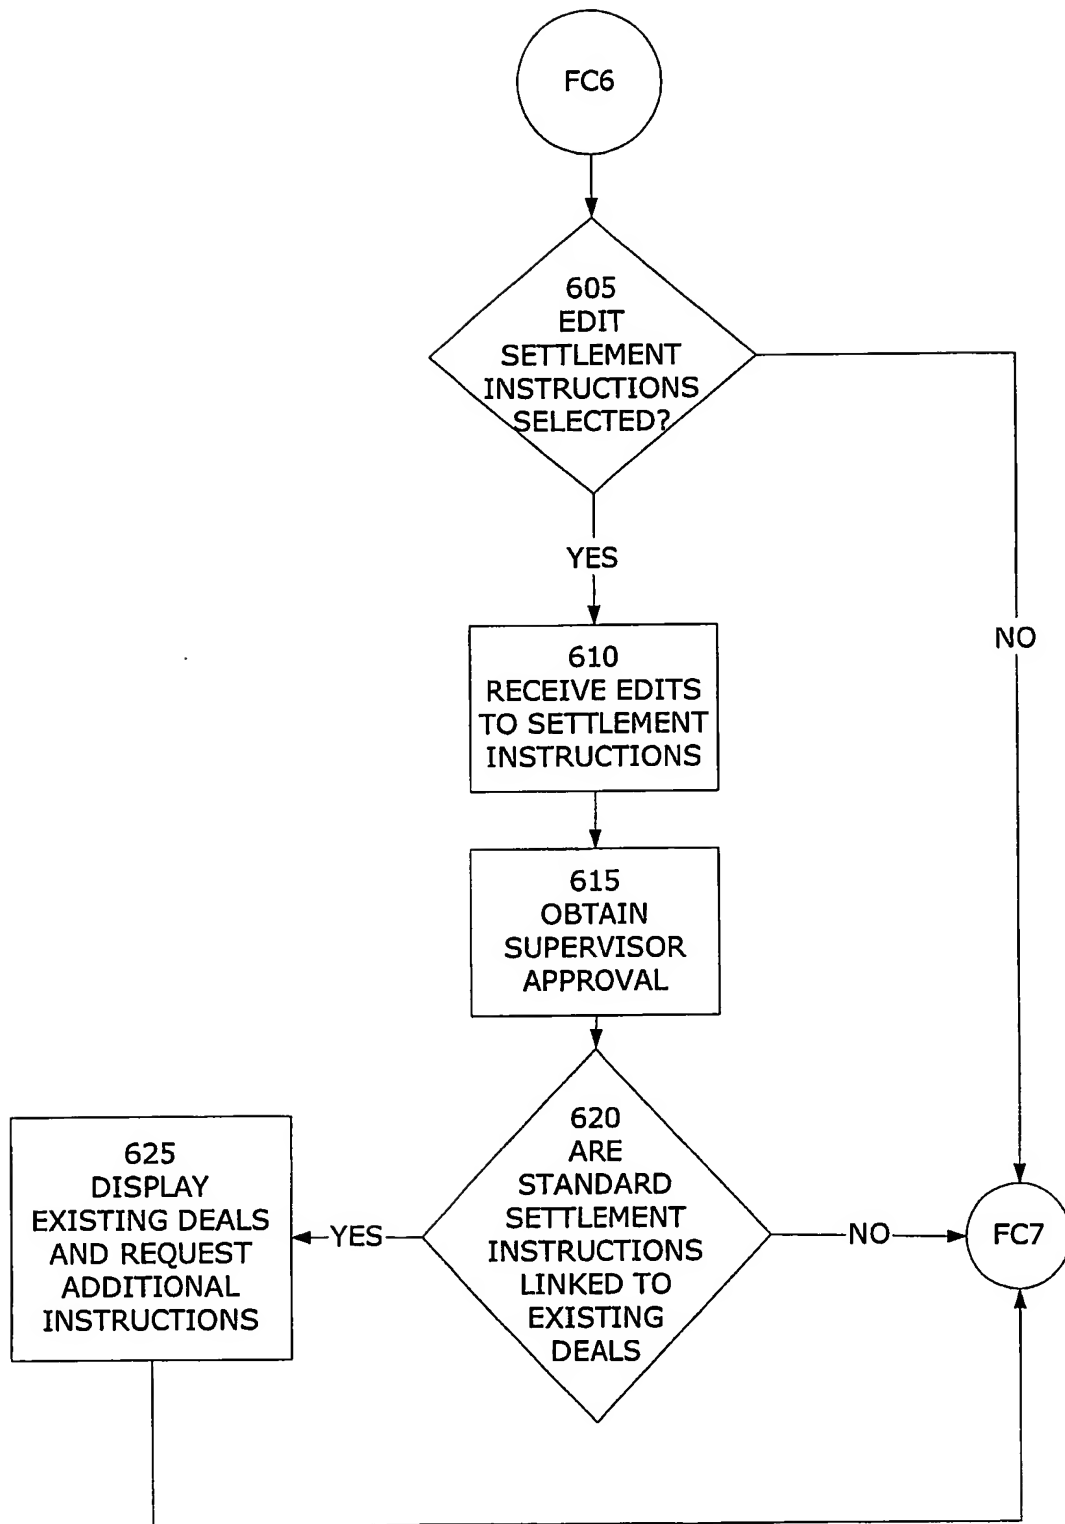 FC6
605
EDIT
SETTLEMENT
INSTRUCTIONS
SELECTED?
YES
NO
610
RECEIVE EDITS
TO SETTLEMENT
INSTRUCTIONS
615
OBTAIN
SUPERVISOR
APPROVAL
620
ARE
STANDARD
SETTLEMENT
INSTRUCTIONS
LINKED TO
EXISTING
DEALS
YES
NO
FC7
625
DISPLAY
EXISTING DEALS
AND REQUEST
ADDITIONAL
INSTRUCTIONS